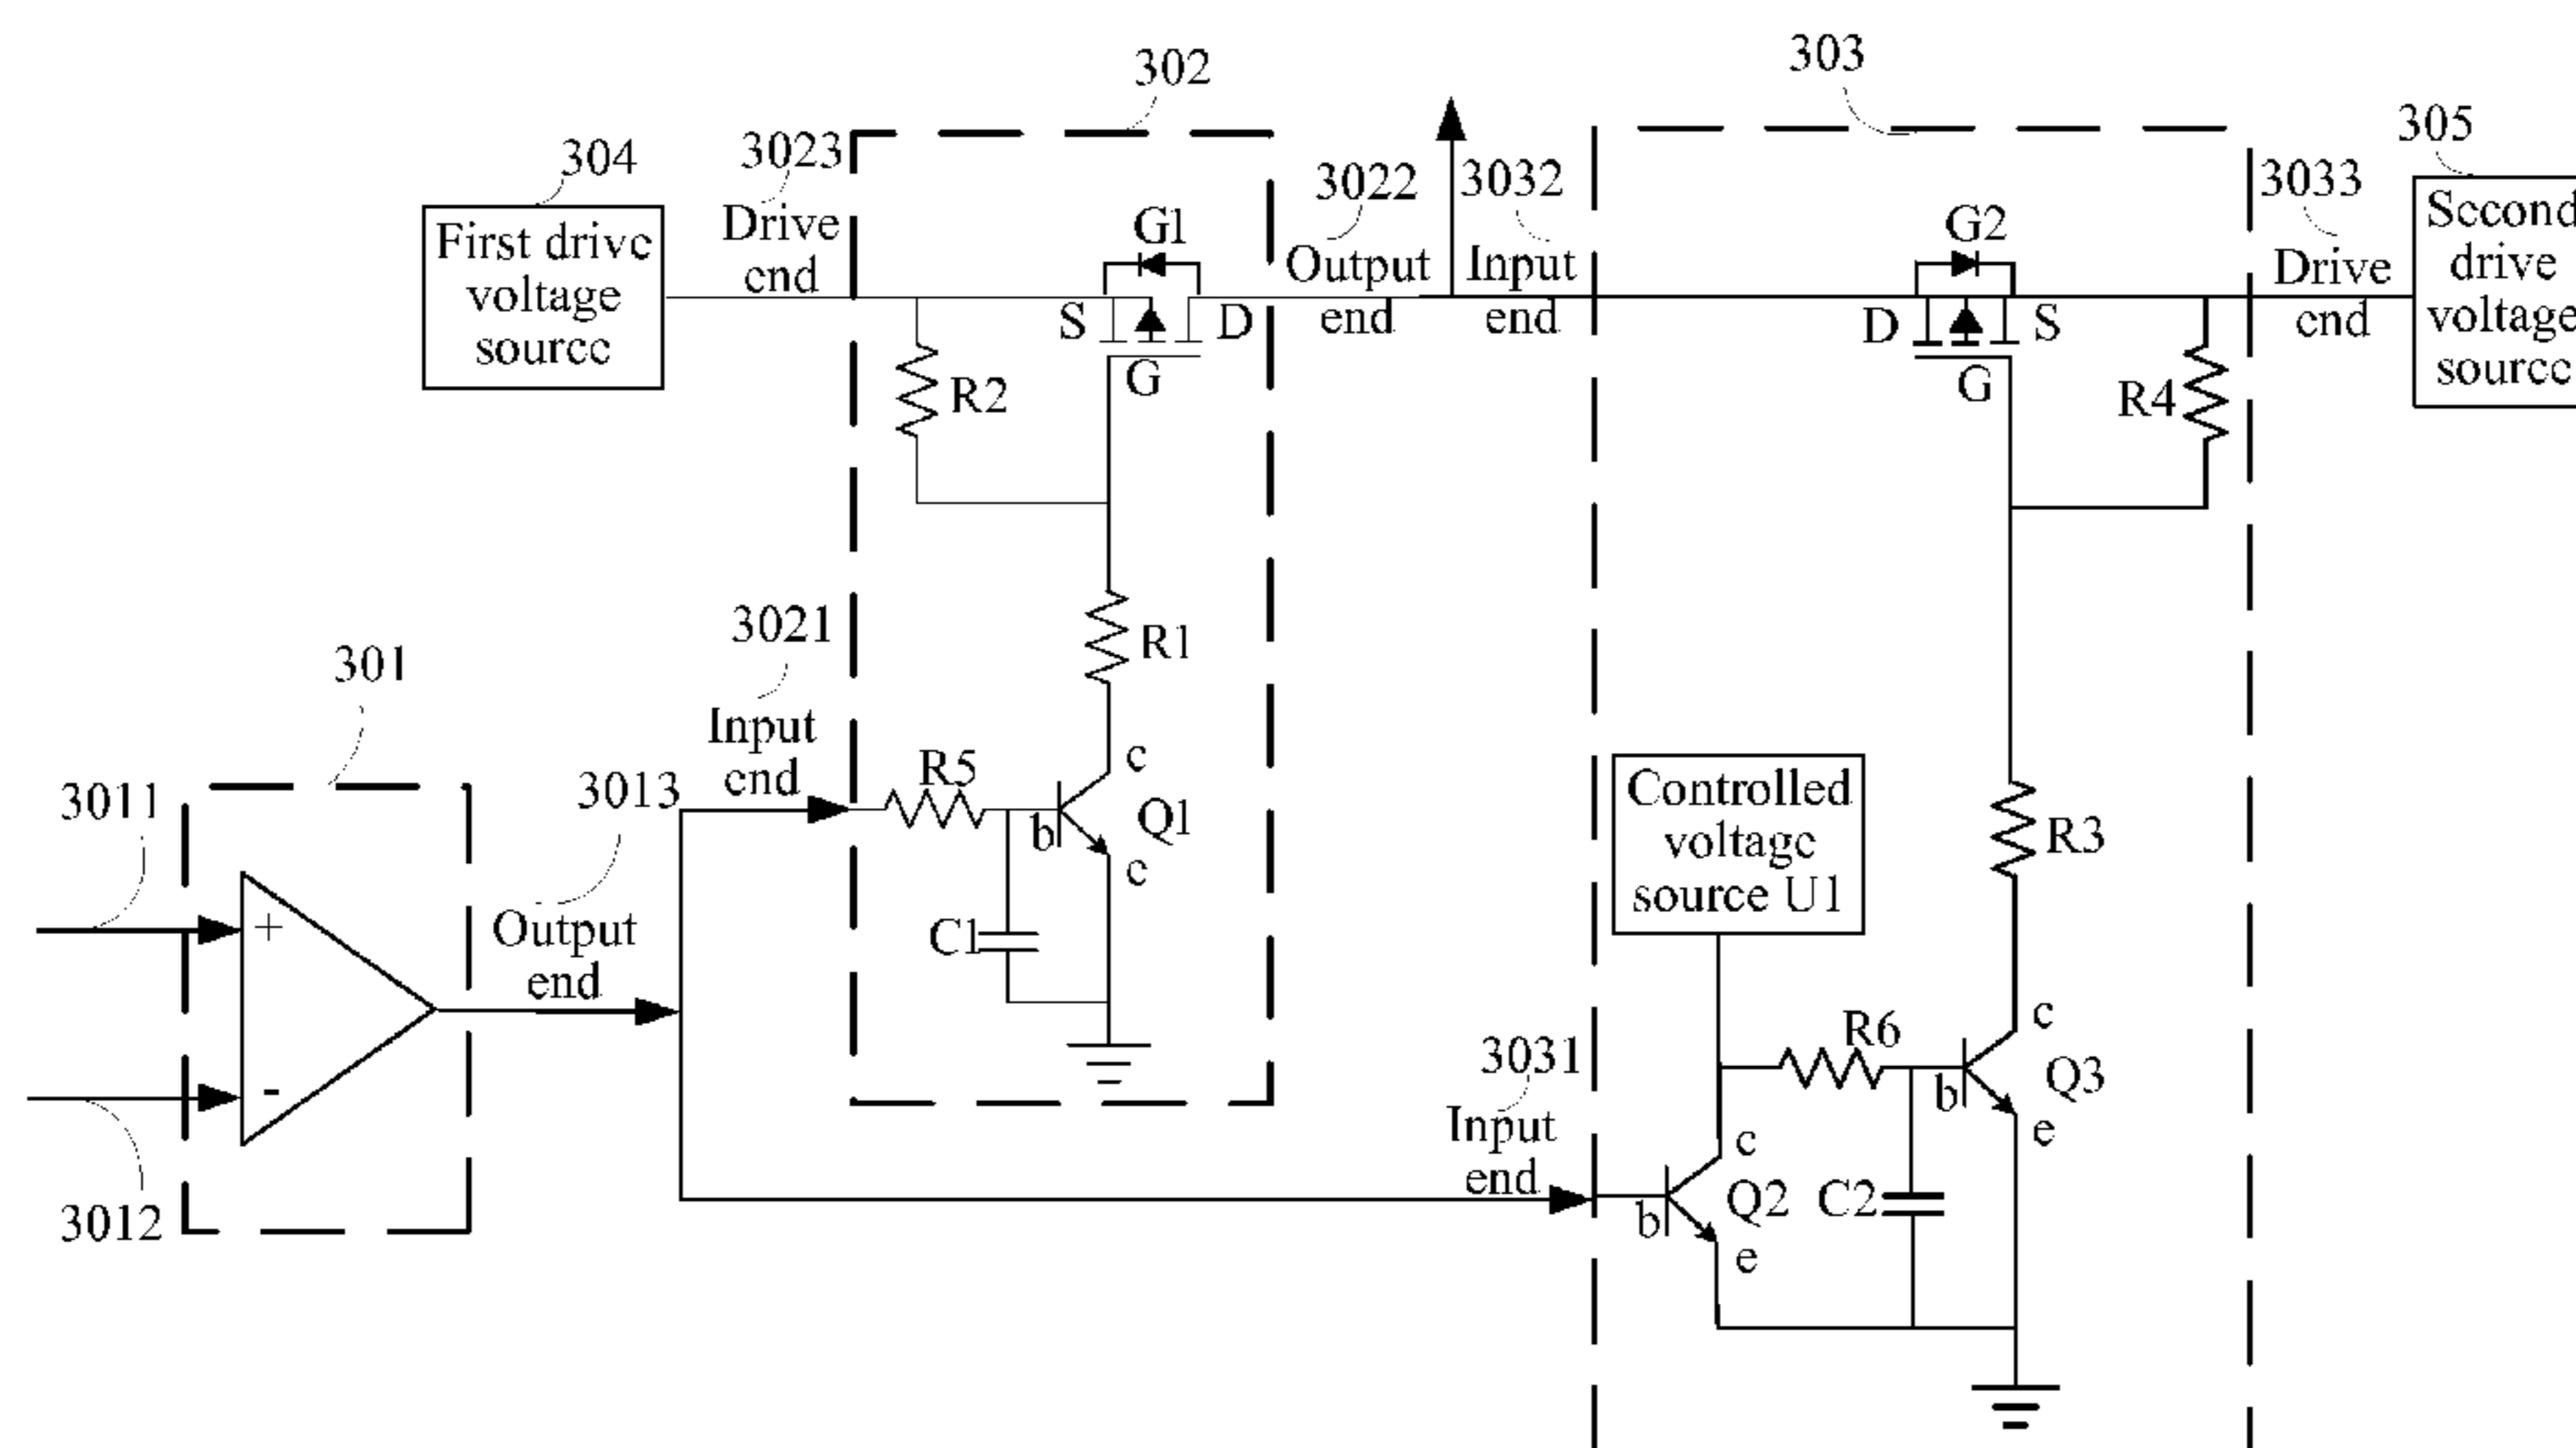 302
303
304
3023
3022
3032
3033
305
First drive
voltage
source
Drive
end
G1
S
D
G
R2
Output
end
Input
end
G2
D
S
G
R4
Drive
end
Second
drive
voltage
source
R1
3021
Input
end
R5
c
b
Q1
e
C1
301
3011
3013
+
Output
end
-
3012
Controlled
voltage
source U1
R3
R6
c
b
Q3
e
3031
Input
end
c
b
Q2
e
C2